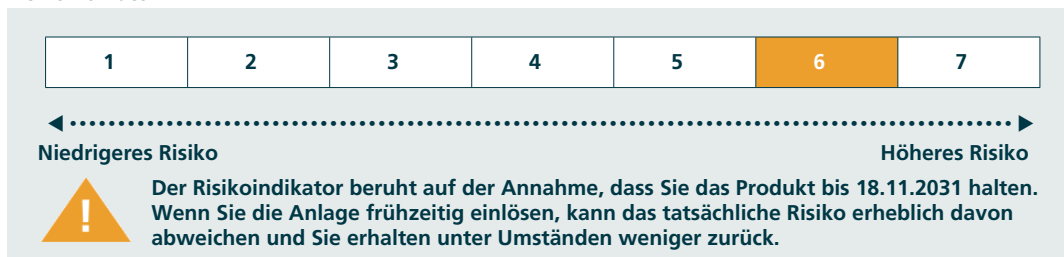 1 2 3 4 5 6 7
Niedrigeres Risiko Höheres Risiko
!
Der Risikoindikator beruht auf der Annahme, dass Sie das Produkt bis 18.11.2031 halten.
Wenn Sie die Anlage frühzeitig einlösen, kann das tatsächliche Risiko erheblich davon
abweichen und Sie erhalten unter Umständen weniger zurück.